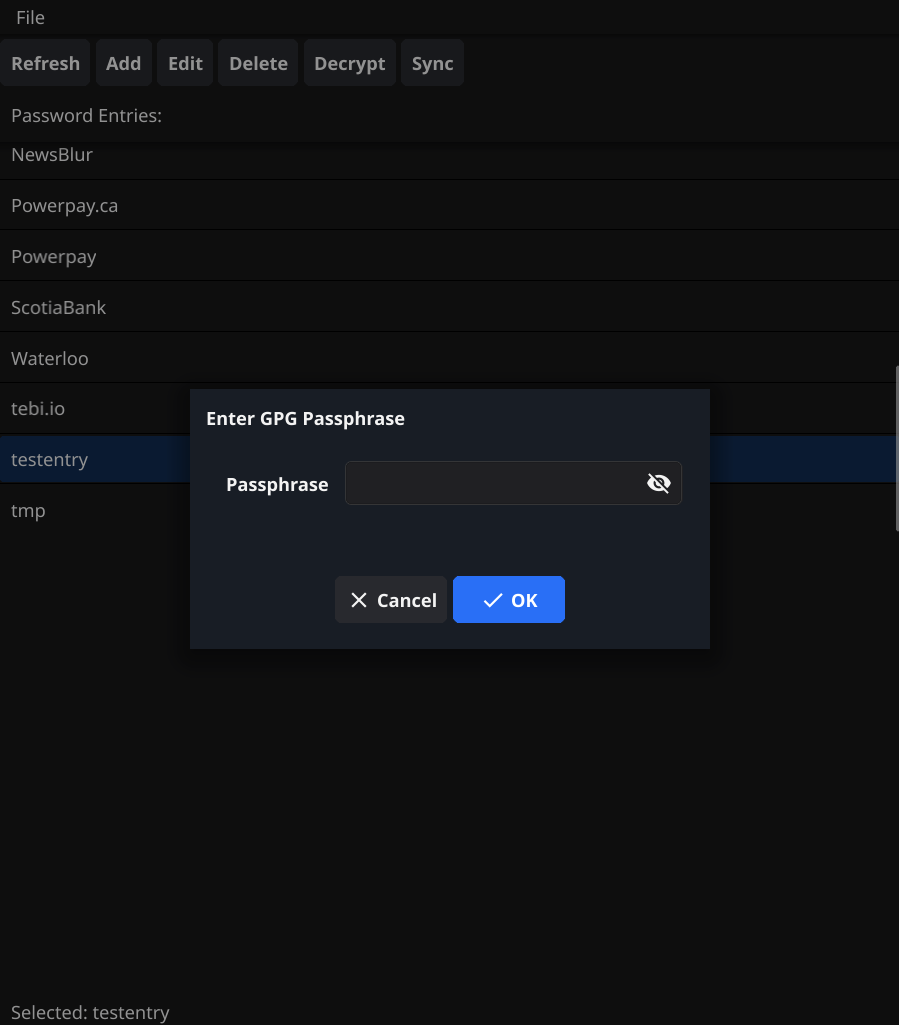 File
Refresh Add Edit Delete Decrypt Sync
Password Entries:
NewsBlur
Powerpay.ca
Powerpay
ScotiaBank
Waterloo
tebi.io
testentry
tmp
Enter GPG Passphrase
Passphrase
Cancel OK
Selected: testentry